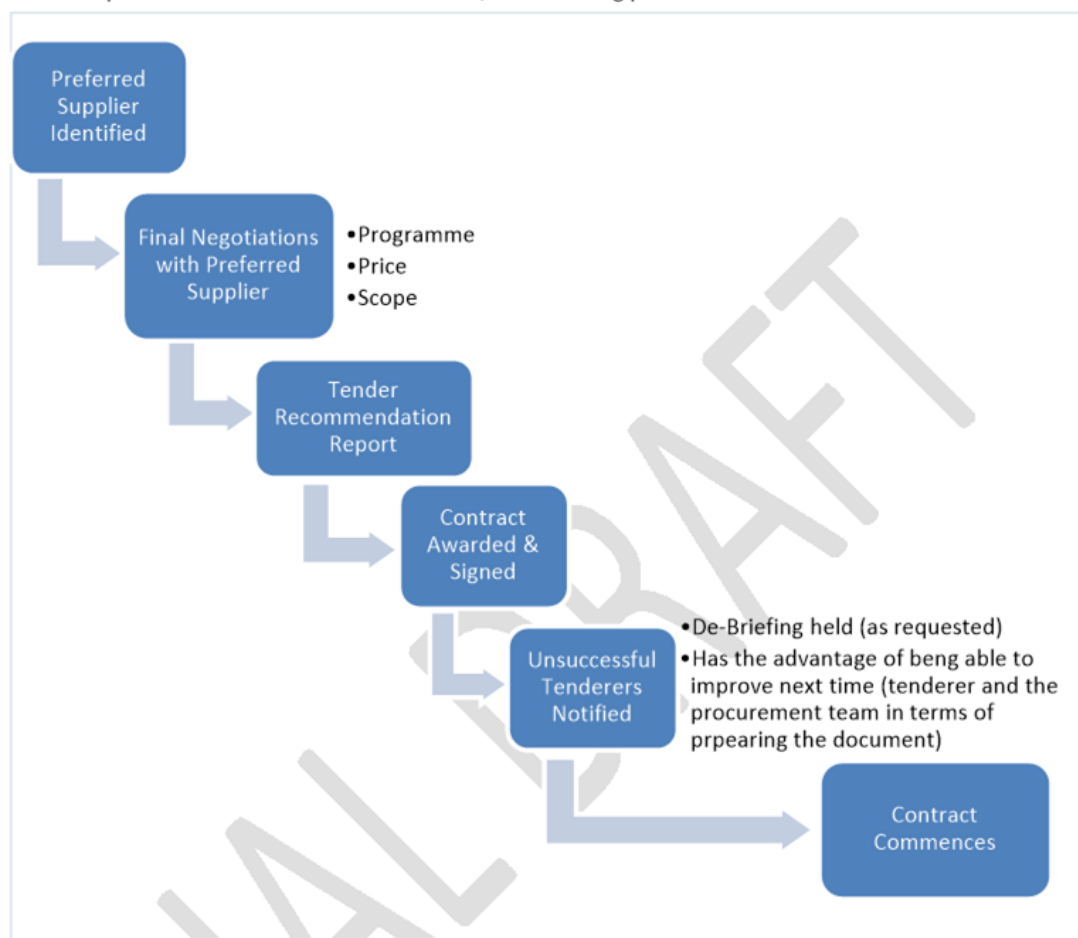 Preferred
Supplier
Identified
Final Negotiations
with Preferred
Supplier
•Programme
•Price
•Scope
Tender
Recommendation
Report
Contract
Awarded &
Signed
Unsuccessful
Tenderers
Notified
•De-Briefing held (as requested)
•Has the advantage of beng able to
improve next time (tenderer and the
procurement team in terms of
prpearing the document)
Contract
Commences
NAL DRAFT